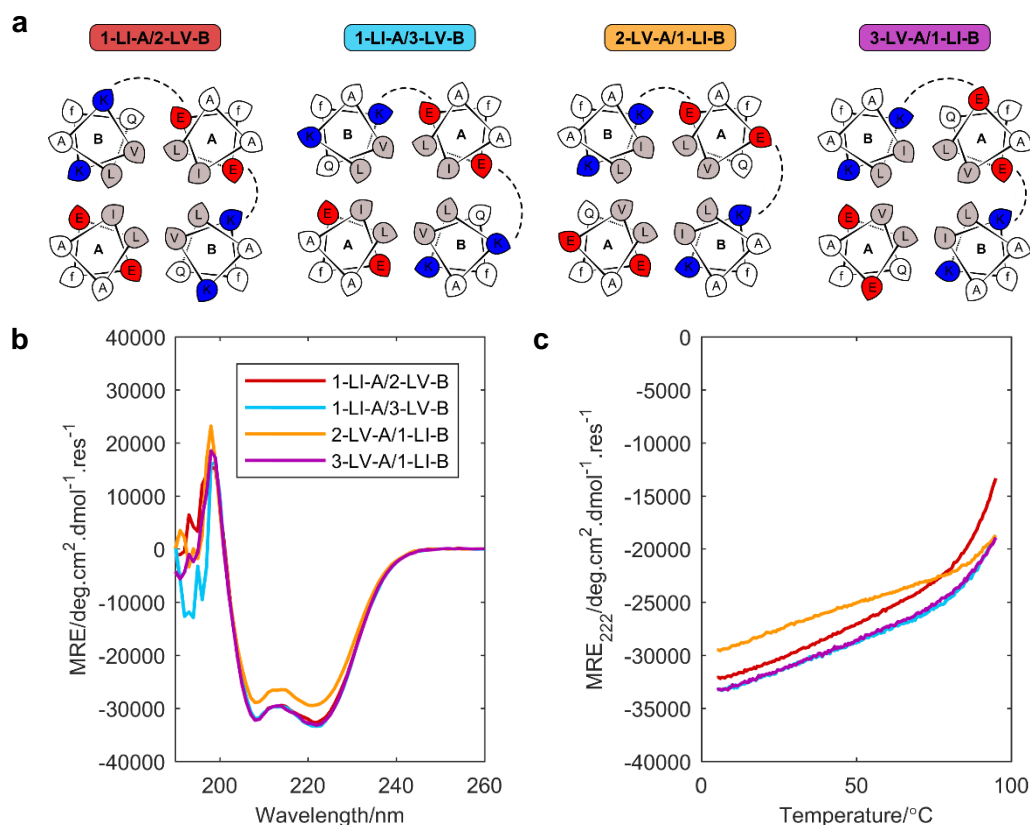 a
1-LI-A/2-LV-B
1-LI-A/3-LV-B
2-LV-A/1-LI-B
3-LV-A/1-LI-B
K
f Q
A B V
K L
A
E f
L A A
I E
E I
A A L
f E
A
L K
V B A
Q f
K
A
f K
K B V
Q L
A
E f
L A A
I E
E I
A A L
f E
A
L Q
V B K
K f
A
A
f K
A B I
K L
A
E f
L A E
V Q
Q V
E A L
A E
f
L K
I B A
K f
A
A
f K
A B I
K L
E
Q f
L A A
V E
E V
A A L
f Q
E
L K
I B A
K f
A
b
40000
30000
20000
10000
0
-10000
-20000
-30000
-40000
MRE/deg.cm².dmol⁻¹.res⁻¹
1-LI-A/2-LV-B
1-LI-A/3-LV-B
2-LV-A/1-LI-B
3-LV-A/1-LI-B
200 220 240 260
Wavelength/nm
c
0
-5000
-10000
-15000
-20000
-25000
-30000
-35000
-40000
MRE₂₂₂/deg.cm².dmol⁻¹.res⁻¹
0 50 100
Temperature/°C